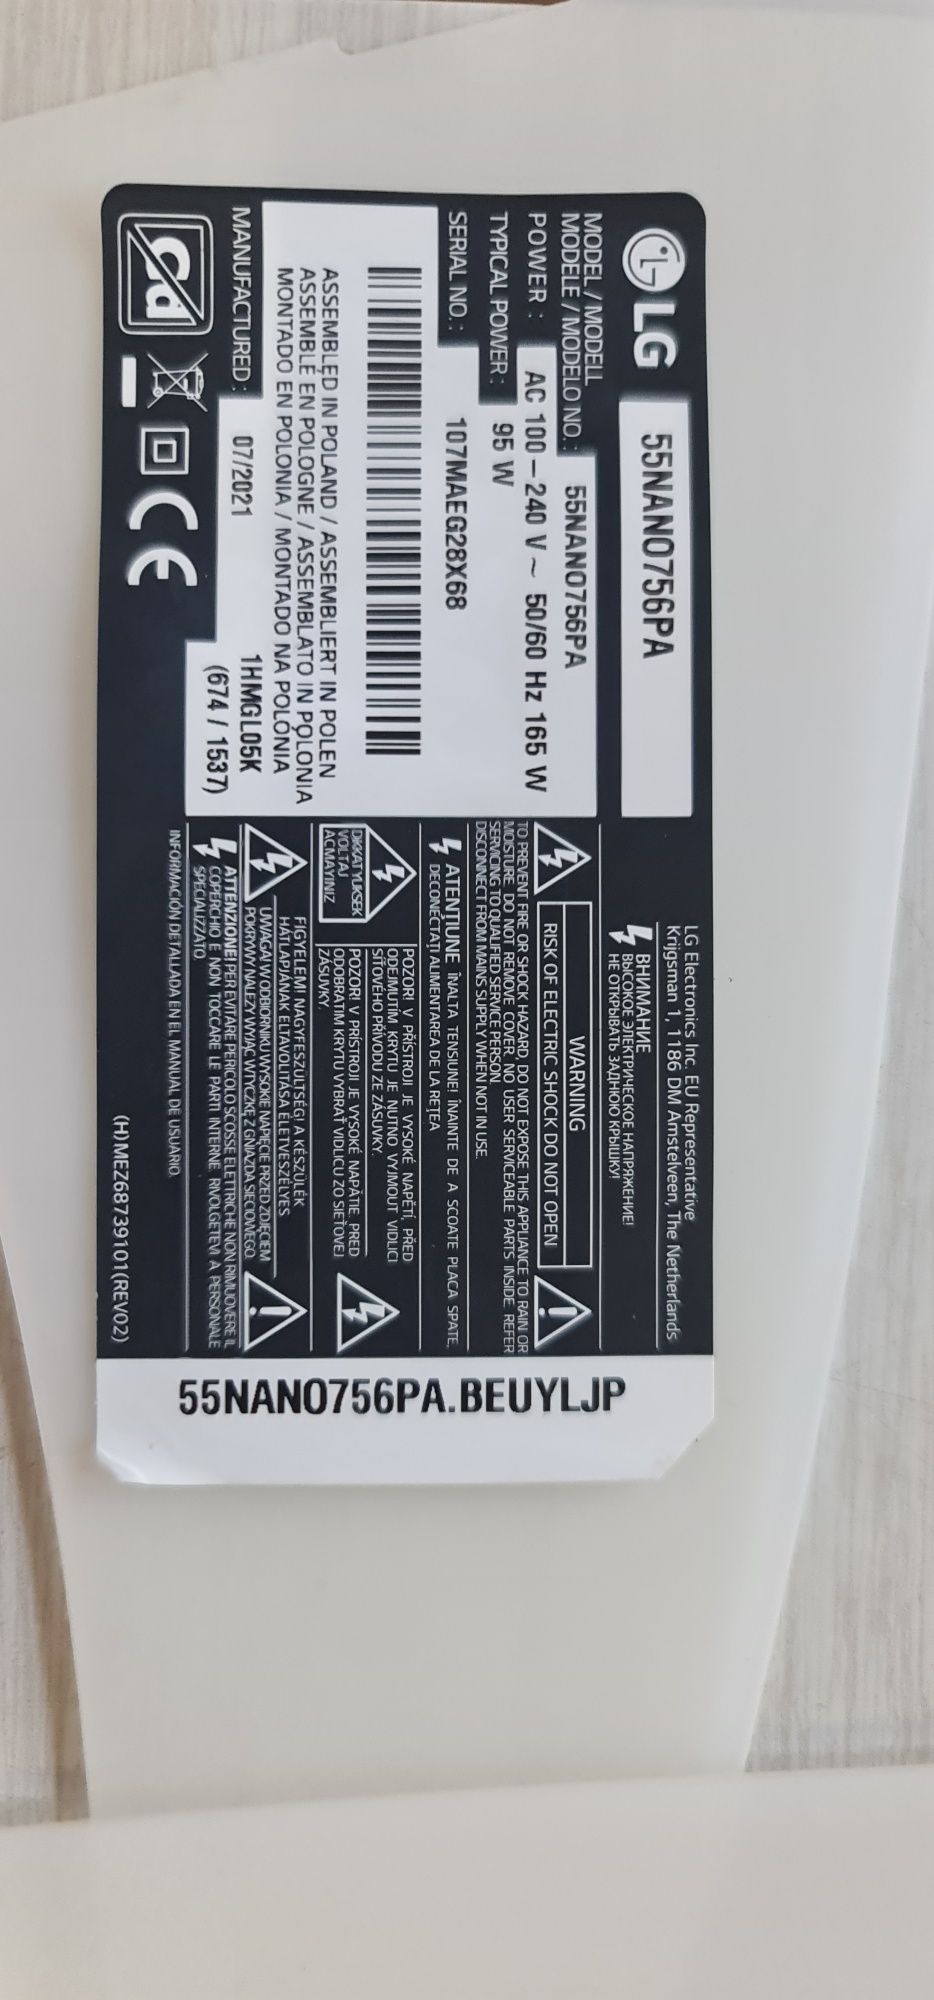 LG 55NANO756PA
MODEL / MODELL
MODELE / MODELO NO. : 55NANO756PA
POWER : AC 100 – 240 V ~ 50/60 Hz 165 W
TYPICAL POWER : 95 W
SERIAL NO. : 107MAEG28X68
ASSEMBLED IN POLAND / ASSEMBLIERT IN POLEN
ASSEMBLÉ EN POLOGNE / ASSEMBLATO IN POLONIA
MONTADO EN POLONIA / MONTADO NA POLÓNIA
MANUFACTURED : 07/2021
1HMGL05K
(674 / 1537)
CE
LG Electronics Inc. EU Representative
Krijgsman 1, 1186 DM Amstelveen, The Netherlands
ВНИМАНИЕ
ВЫСОКОЕ ЭЛЕКТРИЧЕСКОЕ НАПРЯЖЕНИЕ!
НЕ ОТКРЫВАТЬ ЗАДНЮЮ КРЫШКУ!
WARNING
RISK OF ELECTRIC SHOCK DO NOT OPEN
TO PREVENT FIRE OR SHOCK HAZARD, DO NOT EXPOSE THIS APPLIANCE TO RAIN OR
MOISTURE. DO NOT REMOVE COVER. NO USER SERVICEABLE PARTS INSIDE. REFER
SERVICING TO QUALIFIED SERVICE PERSON.
DISCONNECT FROM MAINS SUPPLY WHEN NOT IN USE.
ATENȚIUNE ÎNALTA TENSIUNE! ÎNAINTE DE A SCOATE PLACA SPATE,
DECONECTAȚI ALIMENTAREA DE LA REȚEA
DIKKAT YUKSEK
VOLTAJ
ACMAYINIZ.
POZOR! V PŘÍSTROJI JE VYSOKÉ NAPĚTÍ, PŘED
ODEJMUTÍM KRYTU JE NUTNO VYJMOUT VIDLICI
SÍŤOVÉHO PŘÍVODU ZE ZÁSUVKY.
POZOR! V PRÍSTROJI JE VYSOKÉ NAPÄTIE, PRED
ODOBRATÍM KRYTU VYBRAŤ VIDLICU ZO SIEŤOVEJ
ZÁSUVKY.
FIGYELEM! NAGYFESZÜLTSÉG! A KÉSZÜLÉK
HÁTLAPJÁNAK ELTÁVOLÍTÁSA ÉLETVESZÉLYES
UWAGA! W ODBIORNIKU WYSOKIE NAPIĘCIE PRZED ZDJĘCIEM
POKRYWY NALEŻY WYJĄĆ WTYCZKĘ Z GNIAZDA SIECIOWEGO
ATTENZIONE! PER EVITARE PERICOLO SCOSSE ELETTRICHE NON RIMUOVERE IL
COPERCHIO E NON TOCCARE LE PARTI INTERNE. RIVOLGETEVI A PERSONALE
SPECIALIZZATO.
INFORMACIÓN DETALLADA EN EL MANUAL DE USUARIO.
(H)MEZ68739101(REV02)
55NANO756PA.BEUYLJP